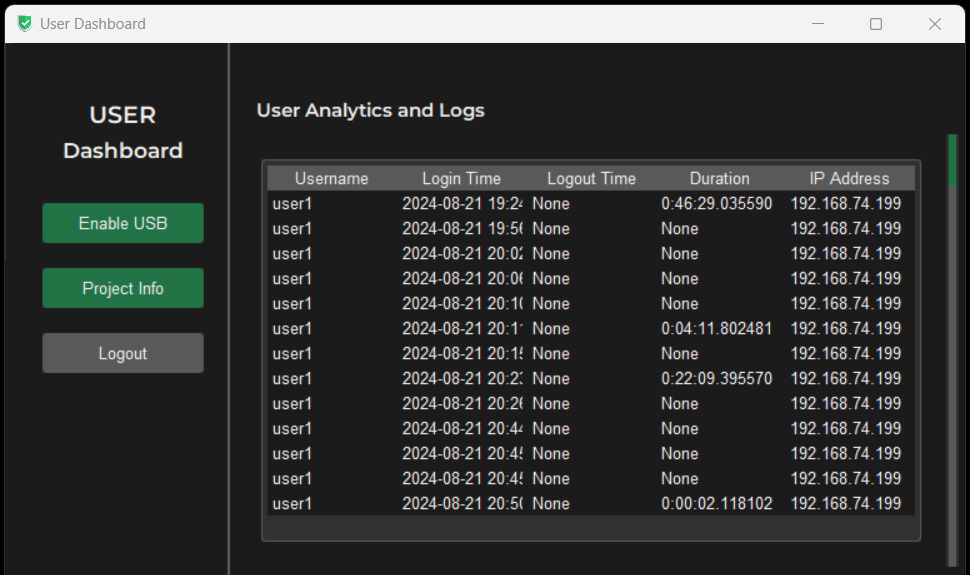 User Dashboard
USER
Dashboard
Enable USB
Project Info
Logout
User Analytics and Logs
Username Login Time Logout Time Duration IP Address
user1 2024-08-21 19:24 None 0:46:29.035590 192.168.74.199
user1 2024-08-21 19:56 None None 192.168.74.199
user1 2024-08-21 20:02 None None 192.168.74.199
user1 2024-08-21 20:06 None None 192.168.74.199
user1 2024-08-21 20:10 None None 192.168.74.199
user1 2024-08-21 20:11 None 0:04:11.802481 192.168.74.199
user1 2024-08-21 20:15 None None 192.168.74.199
user1 2024-08-21 20:23 None 0:22:09.395570 192.168.74.199
user1 2024-08-21 20:26 None None 192.168.74.199
user1 2024-08-21 20:44 None None 192.168.74.199
user1 2024-08-21 20:45 None None 192.168.74.199
user1 2024-08-21 20:45 None None 192.168.74.199
user1 2024-08-21 20:50 None 0:00:02.118102 192.168.74.199